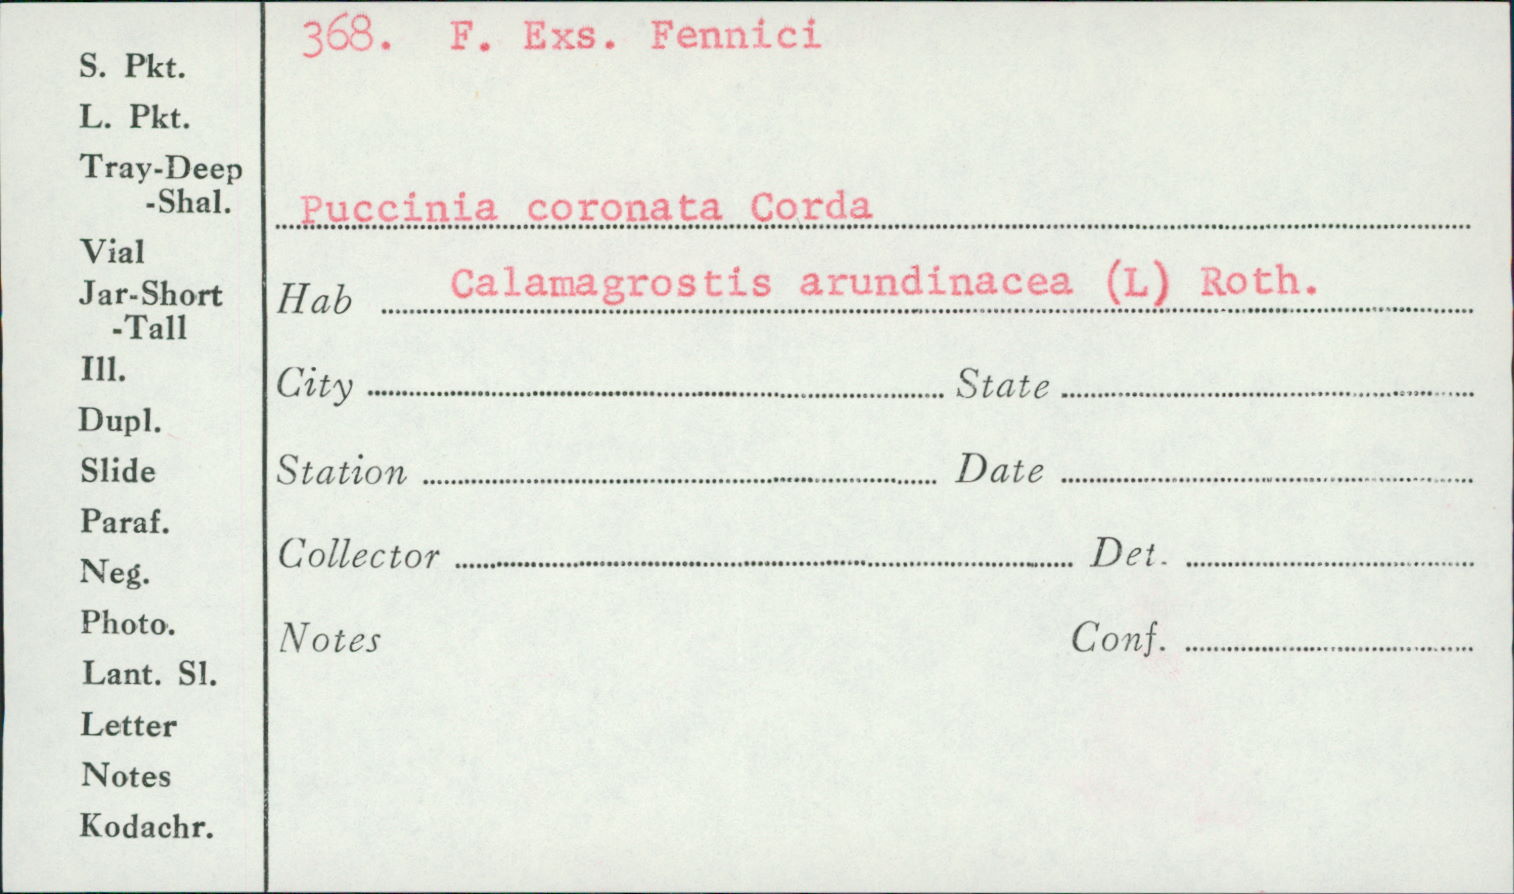 368. F. Exs. Fennici
S. Pkt.
L. Pkt.
Tray-Deep
-Shal.
Puccinia coronata Corda
Vial
Jar-Short
-Tall
Hab Calamagrostis arundinacea (L) Roth.
Ill.
City State
Dupl.
Slide
Station Date
Paraf.
Collector Det.
Neg.
Photo.
Notes Conf.
Lant. Sl.
Letter
Notes
Kodachr.